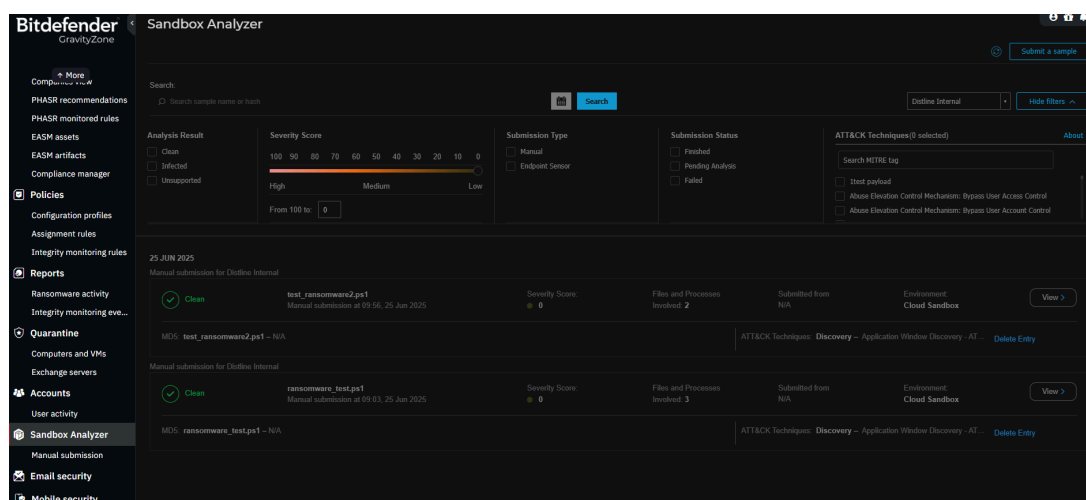 Bitdefender
GravityZone
More
PHASR recommendations
PHASR monitored rules
EASM assets
EASM artifacts
Compliance manager
Policies
Configuration profiles
Assignment rules
Integrity monitoring rules
Reports
Ransomware activity
Integrity monitoring eve...
Quarantine
Computers and VMs
Exchange servers
Accounts
User activity
Sandbox Analyzer
Manual submission
Email security
Mobile security
Sandbox Analyzer
Submit a sample
Search:
Search sample name or hash
Search
Distline Internal
Hide filters
Analysis Result
Clean
Infected
Unsupported
Severity Score
100 90 80 70 60 50 40 30 20 10 0
High Medium Low
From 100 to: 0
Submission Type
Manual
Endpoint Sensor
Submission Status
Finished
Pending Analysis
Failed
ATT&CK Techniques(0 selected) About
Search MITRE tag
1test payload
Abuse Elevation Control Mechanism: Bypass User Access Control
Abuse Elevation Control Mechanism: Bypass User Account Control
25 JUN 2025
Manual submission for Distline Internal
Clean
test_ransomware2.ps1
Manual submission at 09:56, 25 Jun 2025
Severity Score:
0
Files and Processes
Involved: 2
Submitted from
N/A
Environment:
Cloud Sandbox
View
MD5: test_ransomware2.ps1 – N/A
ATT&CK Techniques: Discovery – Application Window Discovery - AT...
Delete Entry
Manual submission for Distline Internal
Clean
ransomware_test.ps1
Manual submission at 09:03, 25 Jun 2025
Severity Score:
0
Files and Processes
Involved: 3
Submitted from
N/A
Environment:
Cloud Sandbox
View
MD5: ransomware_test.ps1 – N/A
ATT&CK Techniques: Discovery – Application Window Discovery - AT...
Delete Entry